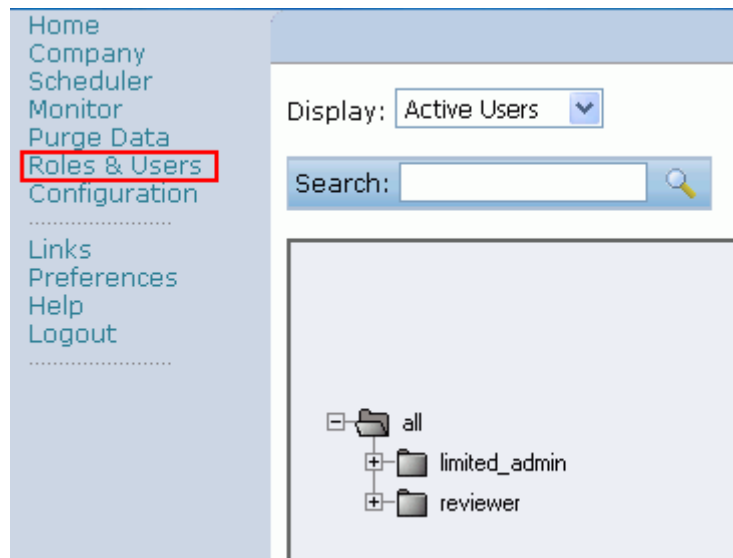 Home
Company
Scheduler
Monitor
Purge Data
Roles & Users
Configuration
Links
Preferences
Help
Logout
Display: Active Users
Search:
all
limited_admin
reviewer